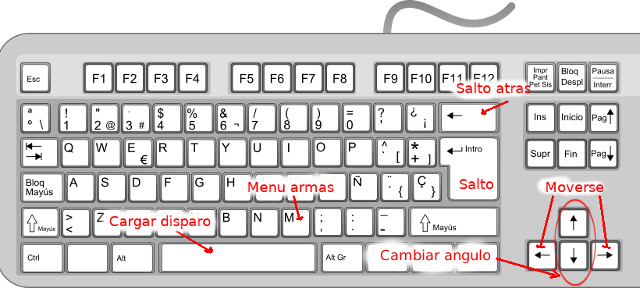 Esc F1 F2 F3 F4 F5 F6 F7 F8 F9 F10 F11 F12
Impr Pant Pet Sis
Bloq Despl
Pausa Interr
Salto atras
ª º \ ! 1 " 2 @ · 3 # $ 4 % 5 & 6 ¬ / 7 ( 8 ) 9 = 0 ? ' ¿ ¡ ←
Ins Inicio Pag↑
Q W E € R T Y U I O P ^ ` [ * + ] ← Intro
Supr Fin Pag↓
Bloq Mayús A S D F G H Ñ ¨ ´ { Ç }
Menu armas
Salto
Moverse
Mayús > < Z B N M ; , : . _ - Mayús
Cargar disparo
↑
Ctrl Alt Alt Gr
Cambiar angulo
← ↓ →